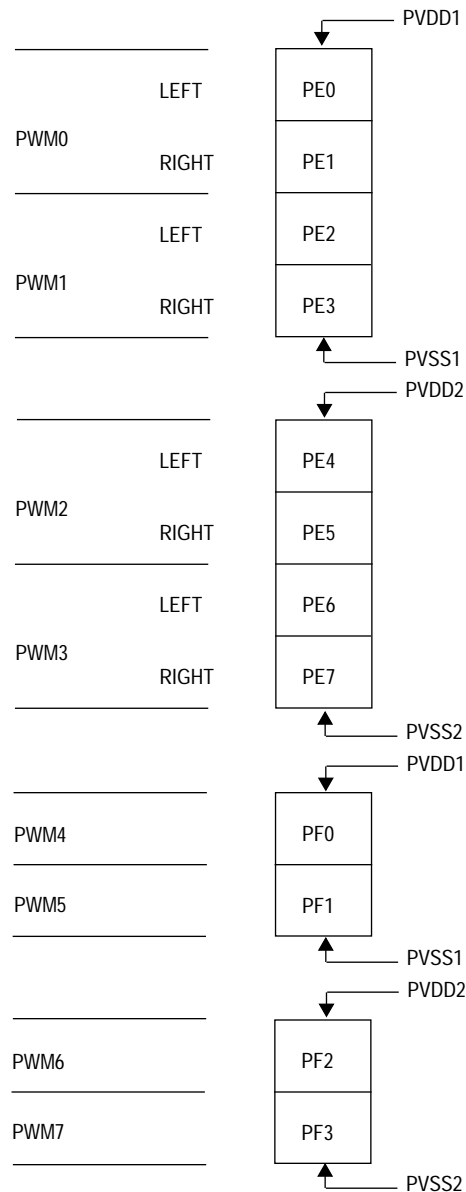 PVDD1
LEFT PE0
PWM0
RIGHT PE1
LEFT PE2
PWM1
RIGHT PE3
PVSS1
PVDD2
LEFT PE4
PWM2
RIGHT PE5
LEFT PE6
PWM3
RIGHT PE7
PVSS2
PVDD1
PWM4 PF0
PWM5 PF1
PVSS1
PVDD2
PWM6 PF2
PWM7 PF3
PVSS2